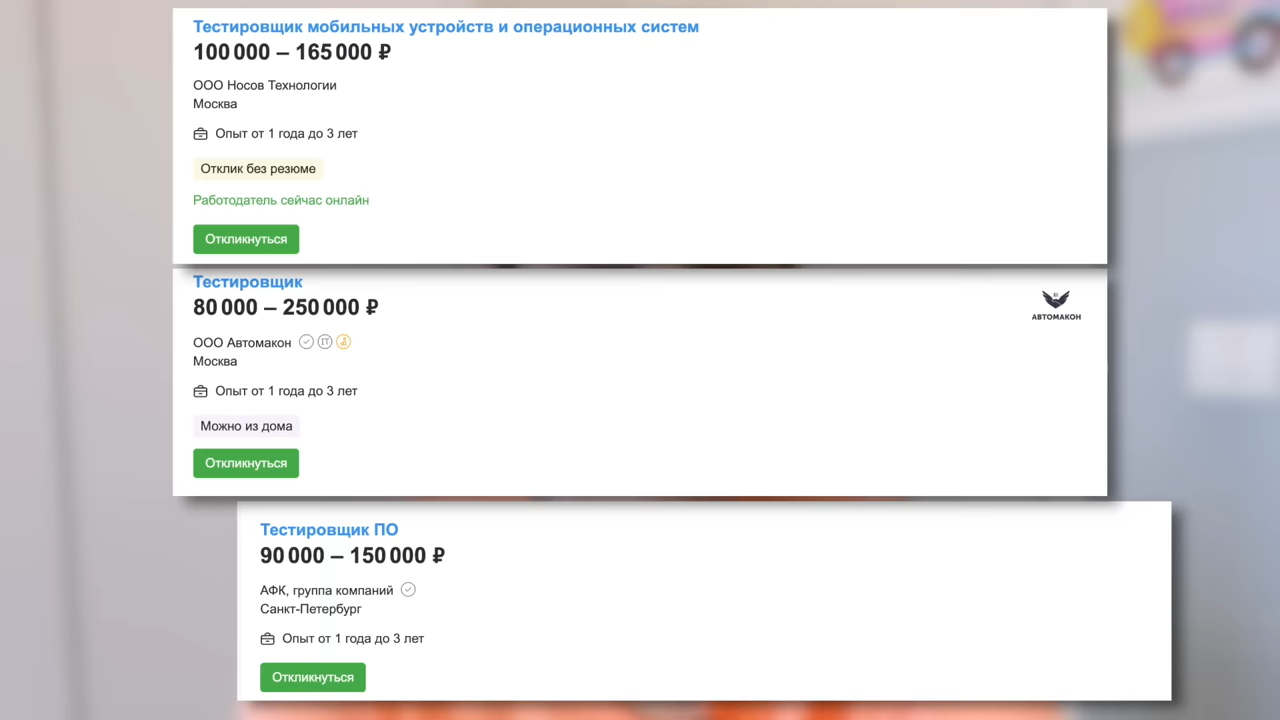 Тестировщик мобильных устройств и операционных систем
100 000 – 165 000 ₽
ООО Носов Технологии
Москва
Опыт от 1 года до 3 лет
Отклик без резюме
Работодатель сейчас онлайн
Откликнуться
Тестировщик
80 000 – 250 000 ₽
АВТОМАКОН
ООО Автомакон IT
Москва
Опыт от 1 года до 3 лет
Можно из дома
Откликнуться
Тестировщик ПО
90 000 – 150 000 ₽
АФК, группа компаний
Санкт-Петербург
Опыт от 1 года до 3 лет
Откликнуться